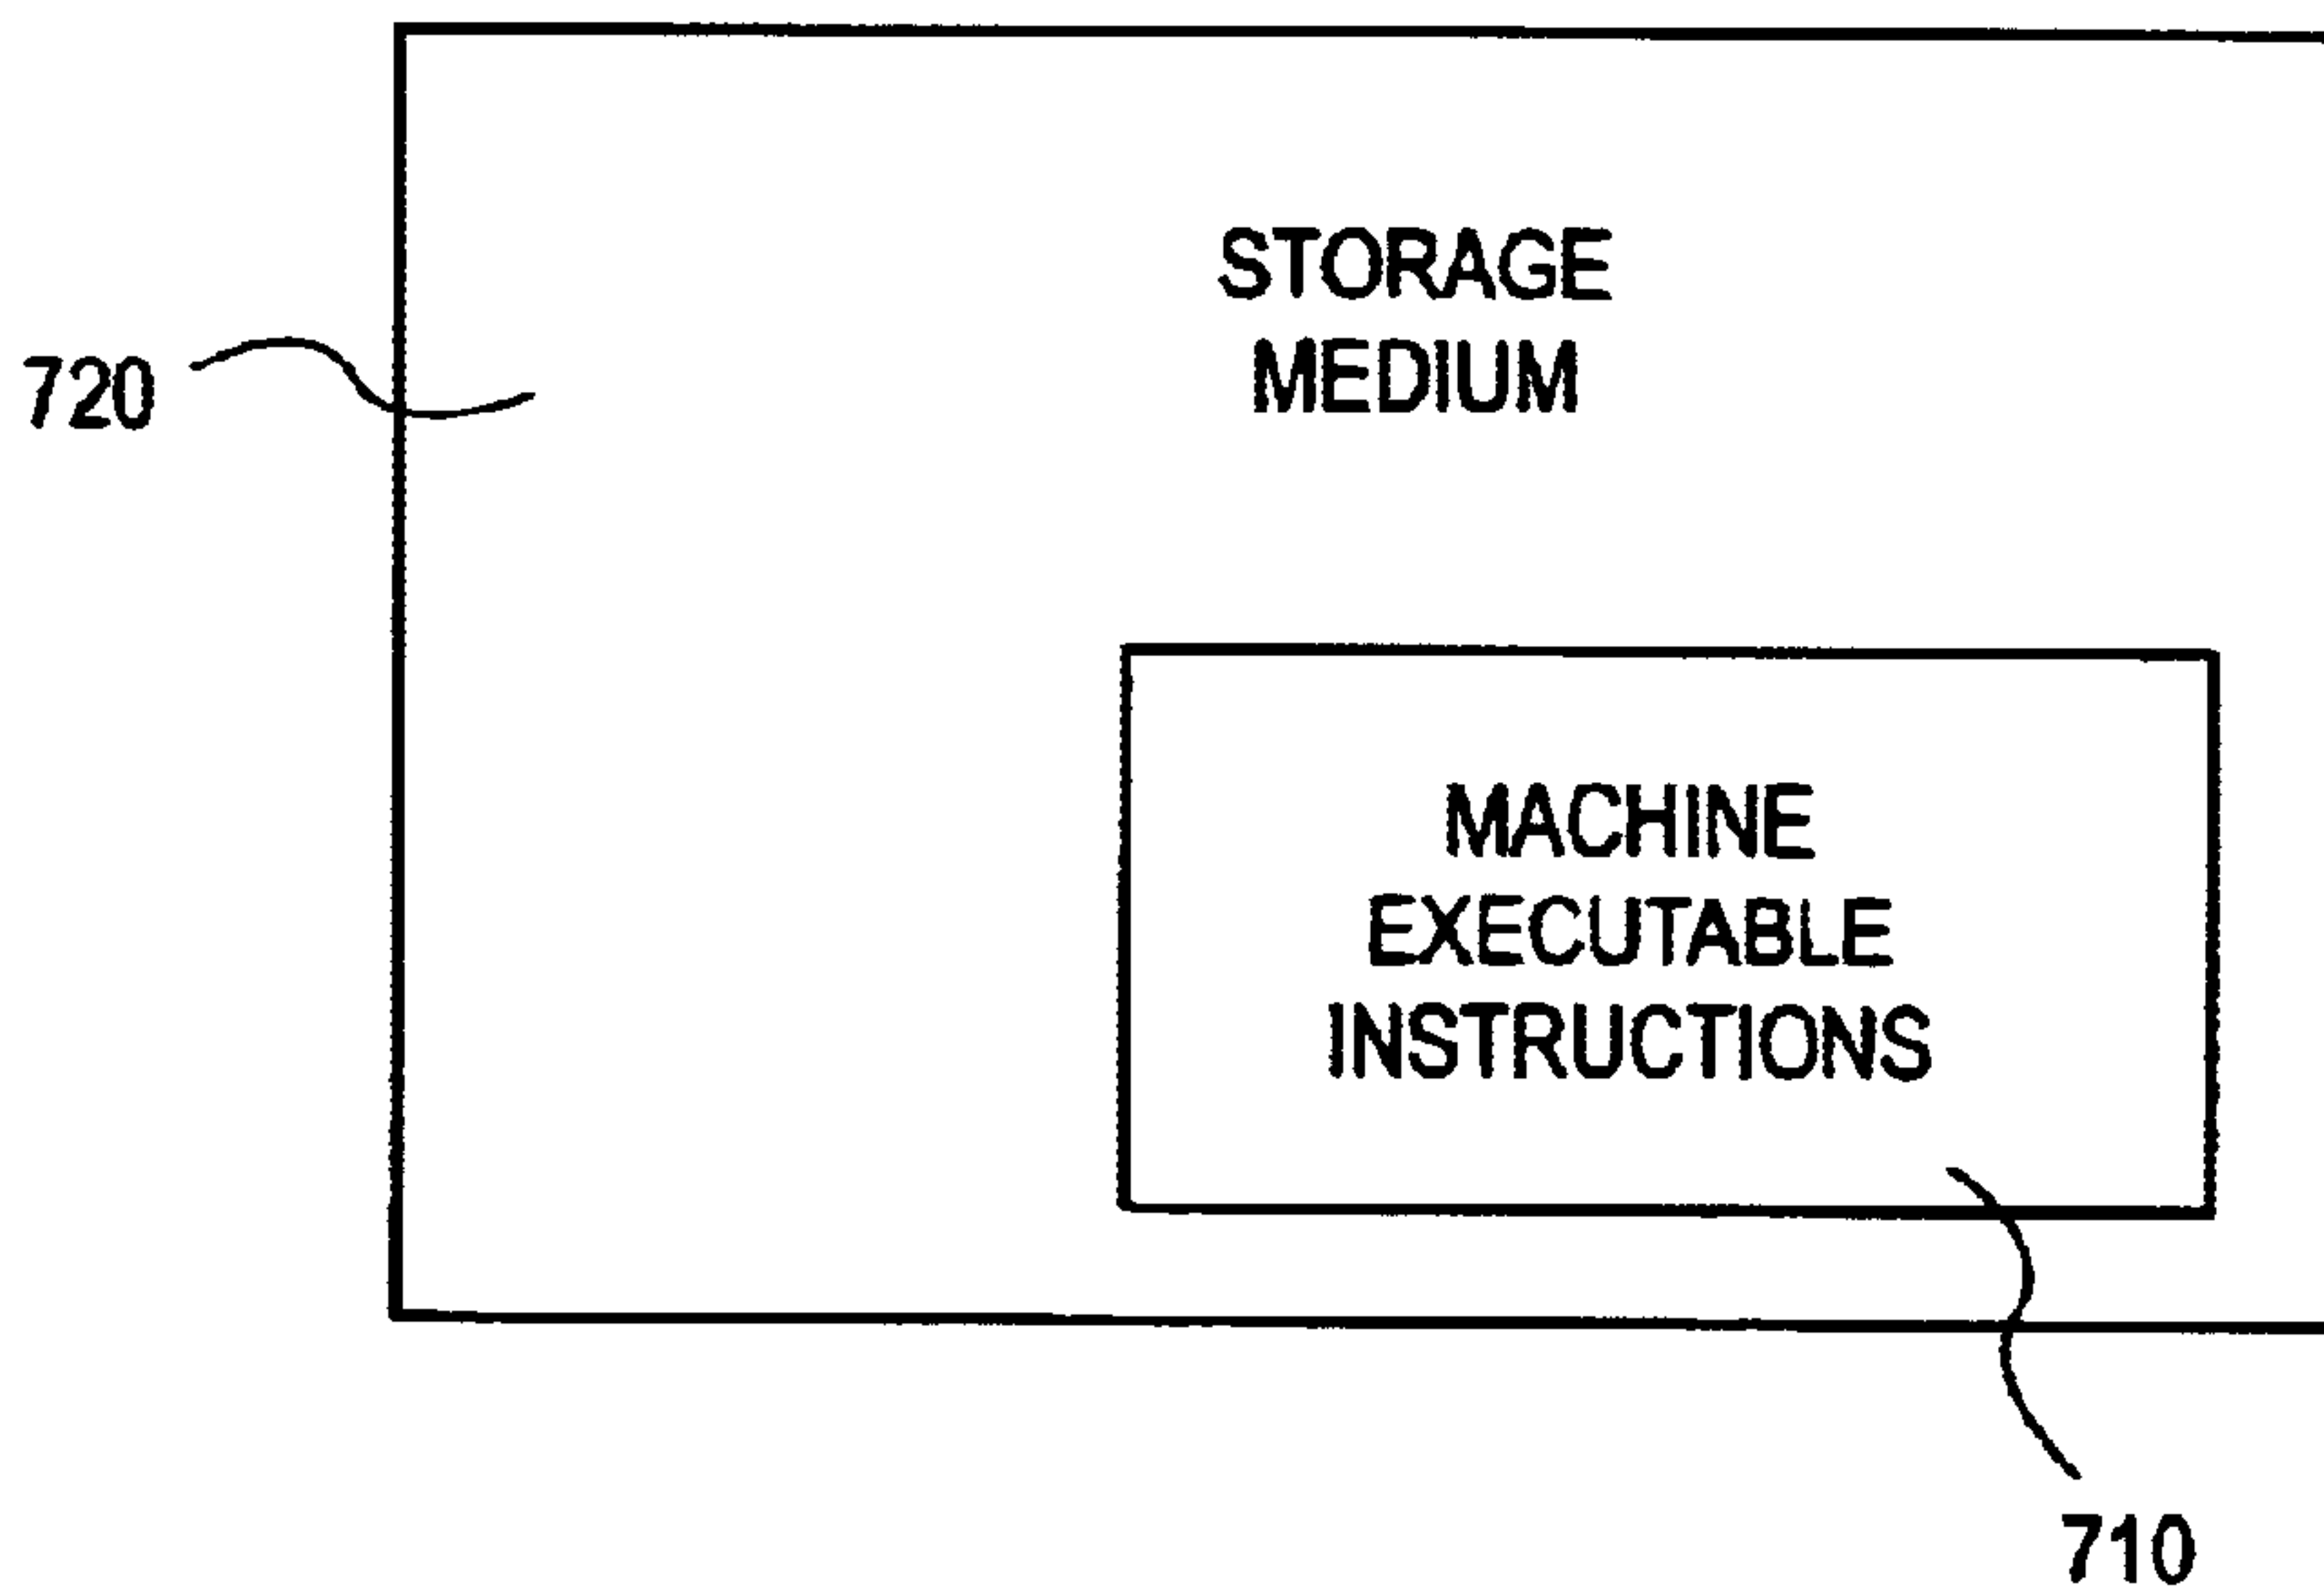 STORAGE
MEDIUM
720
MACHINE
EXECUTABLE
INSTRUCTIONS
710